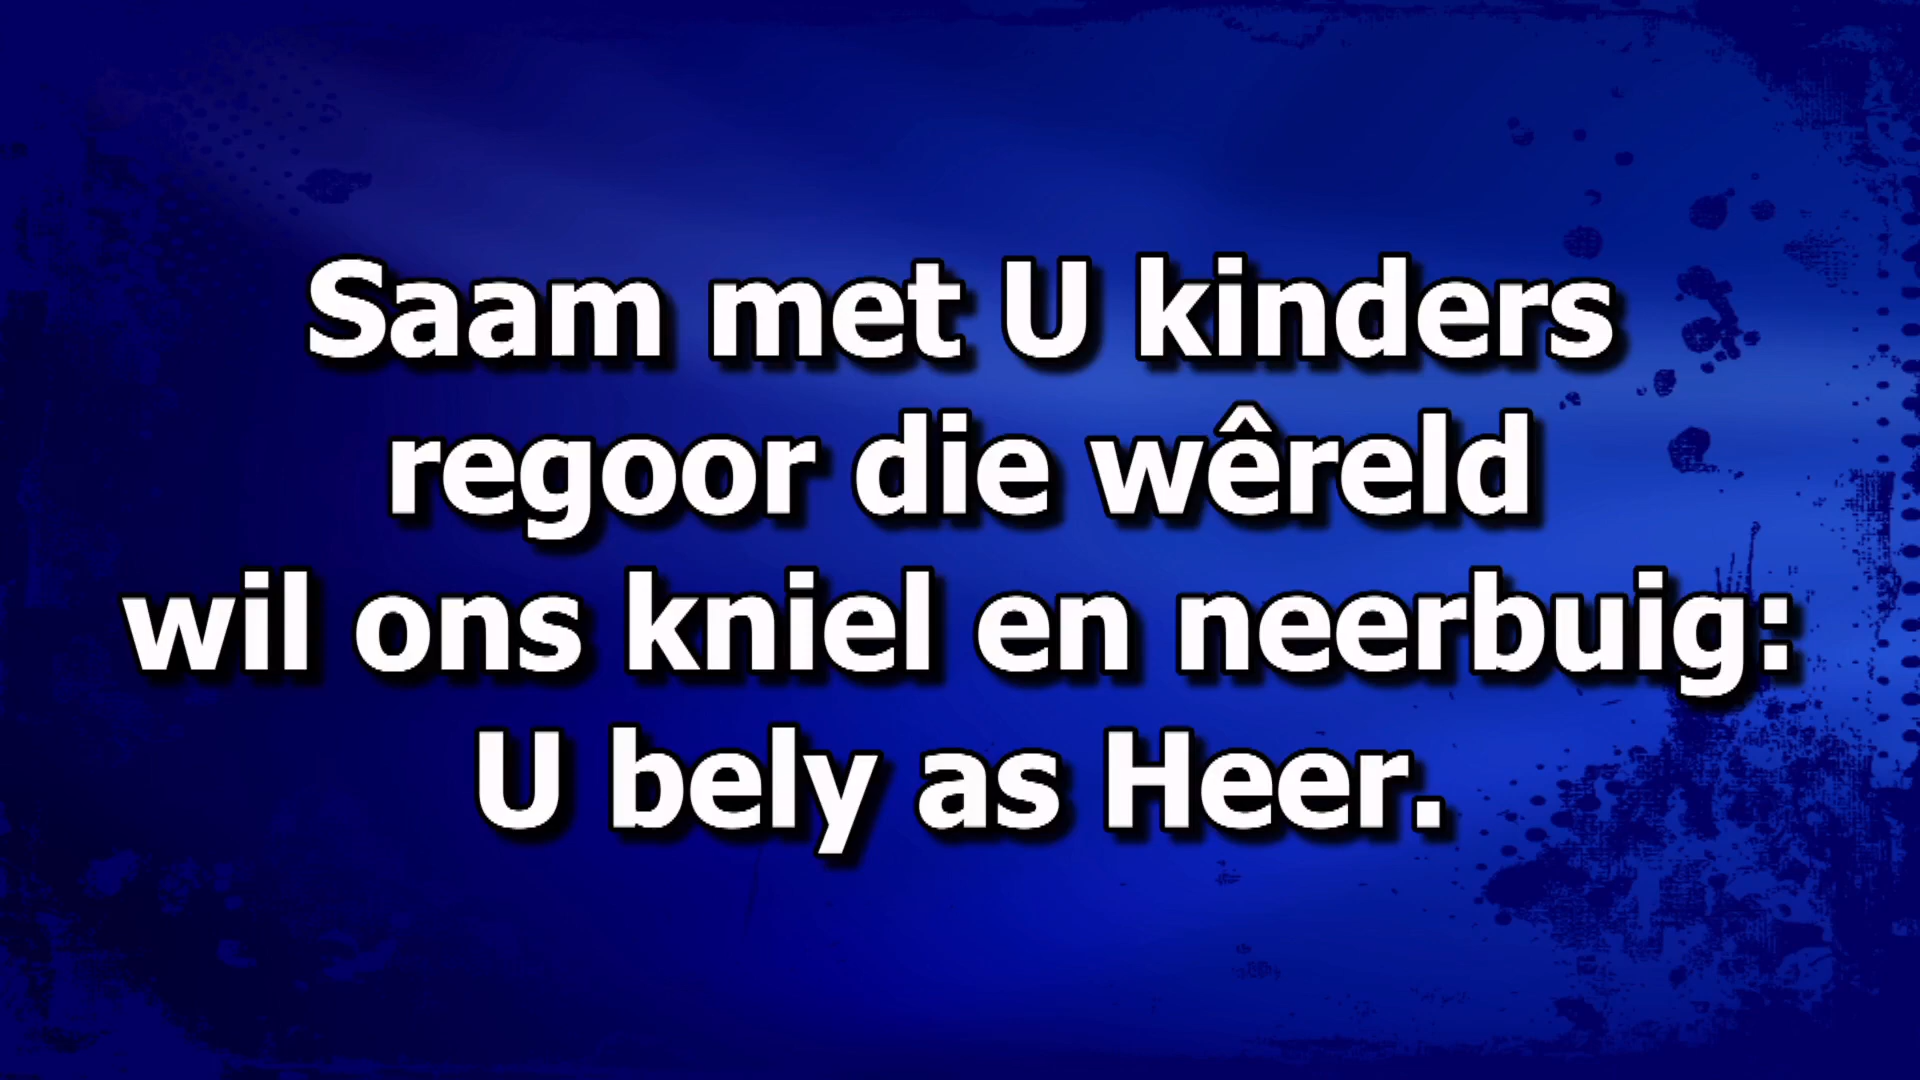 Saam met U kinders
regoor die wêreld
wil ons kniel en neerbuig:
U bely as Heer.